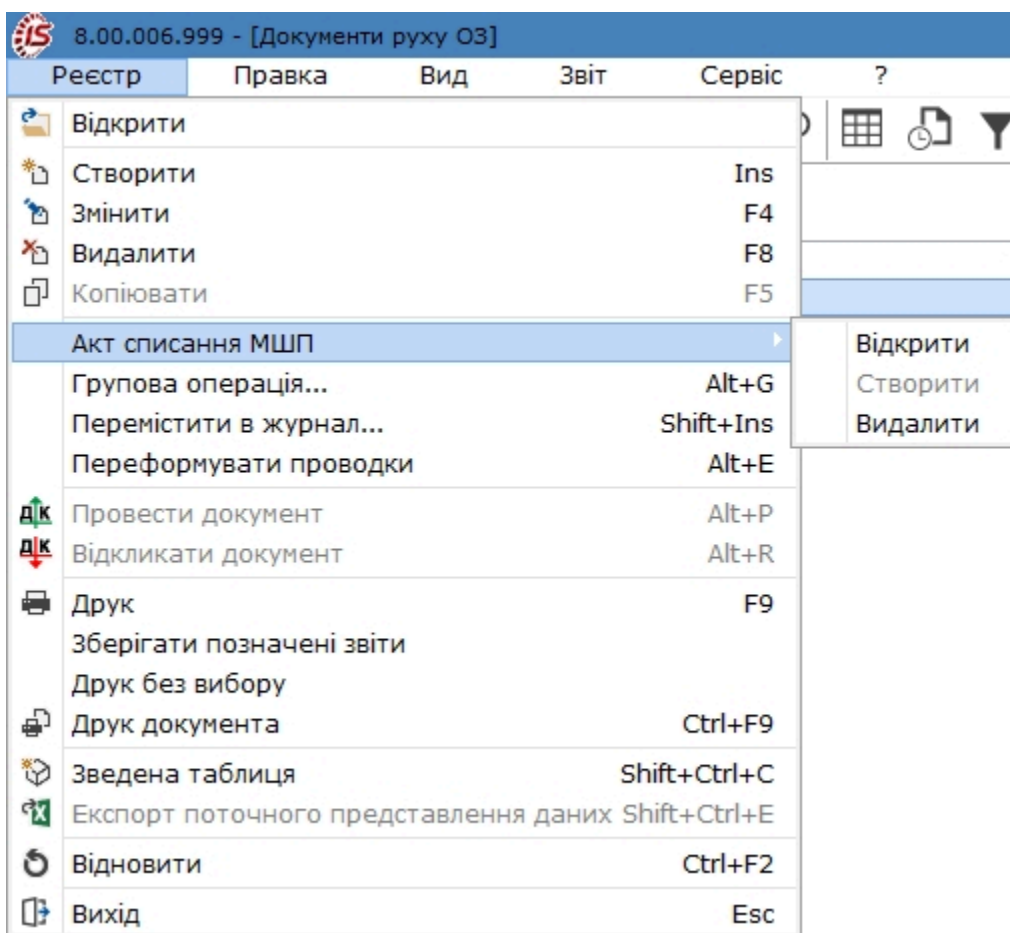 IS 8.00.006.999 - [Документи руху ОЗ]
Реєстр Правка Вид Звіт Сервіс ?
Відкрити
Створити Ins
Змінити F4
Видалити F8
Копіювати F5
Акт списання МШП Відкрити
Групова операція... Alt+G Створити
Перемістити в журнал... Shift+Ins Видалити
Переформувати проводки Alt+E
ДК Провести документ Alt+P
ДК Відкликати документ Alt+R
Друк F9
Зберігати позначені звіти
Друк без вибору
Друк документа Ctrl+F9
Зведена таблиця Shift+Ctrl+C
Експорт поточного представлення даних Shift+Ctrl+E
Відновити Ctrl+F2
Вихід Esc